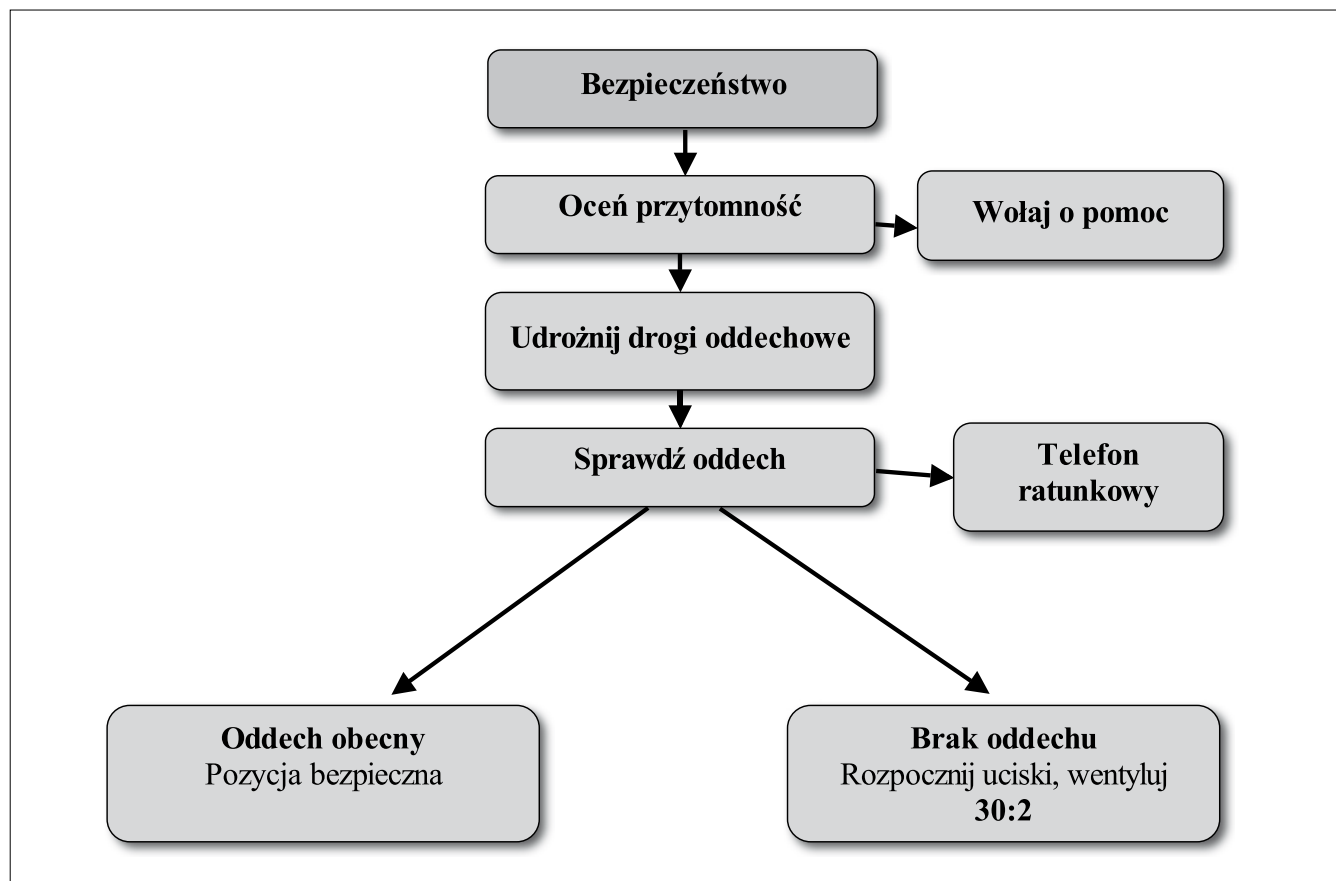 Bezpieczeństwo
Oceń przytomność
Wołaj o pomoc
Udrożnij drogi oddechowe
Sprawdź oddech
Telefon
ratunkowy
Oddech obecny
Pozycja bezpieczna
Brak oddechu
Rozpocznij uciski, wentyluj
30:2